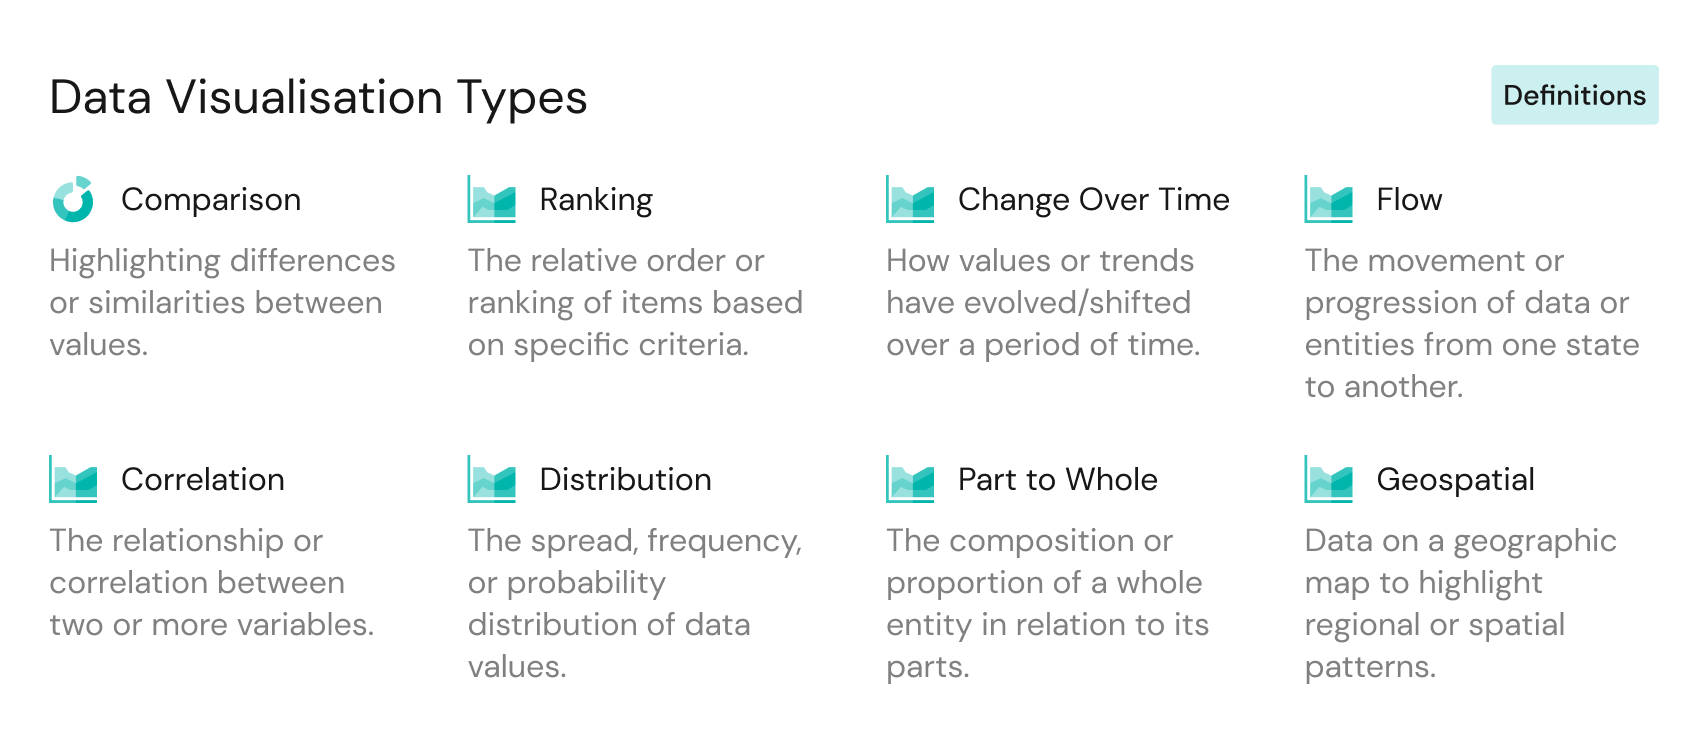 Data Visualisation Types
Definitions
Comparison
Highlighting differences
or similarities between
values.
Ranking
The relative order or
ranking of items based
on specific criteria.
Change Over Time
How values or trends
have evolved/shifted
over a period of time.
Flow
The movement or
progression of data or
entities from one state
to another.
Correlation
The relationship or
correlation between
two or more variables.
Distribution
The spread, frequency,
or probability
distribution of data
values.
Part to Whole
The composition or
proportion of a whole
entity in relation to its
parts.
Geospatial
Data on a geographic
map to highlight
regional or spatial
patterns.